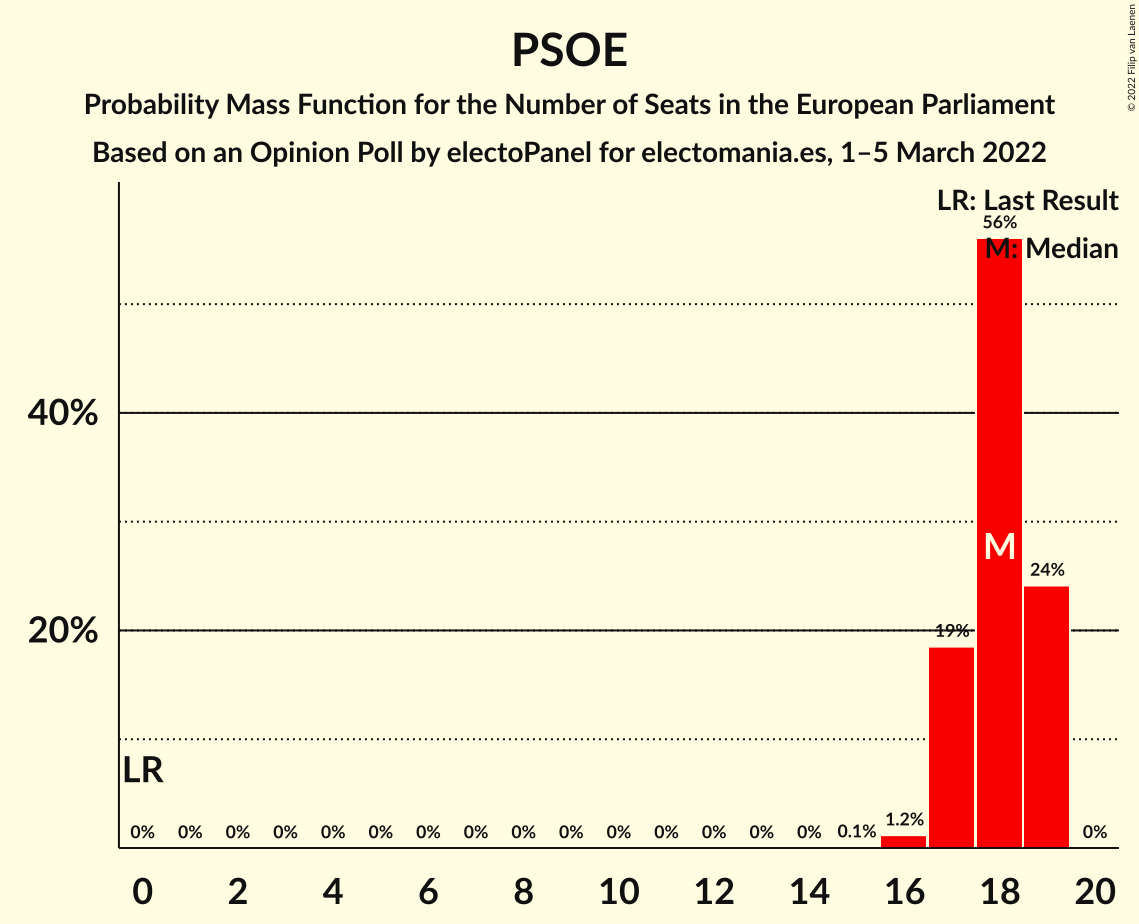 PSOE
Probability Mass Function for the Number of Seats in the European Parliament
Based on an Opinion Poll by electoPanel for electomania.es, 1–5 March 2022
© 2022 Filip van Laenen
LR: Last Result
56%
M: Median
40%
M
24%
20%
19%
LR
0% 0% 0% 0% 0% 0% 0% 0% 0% 0% 0% 0% 0% 0% 0% 0.1% 1.2% 0%
0 2 4 6 8 10 12 14 16 18 20